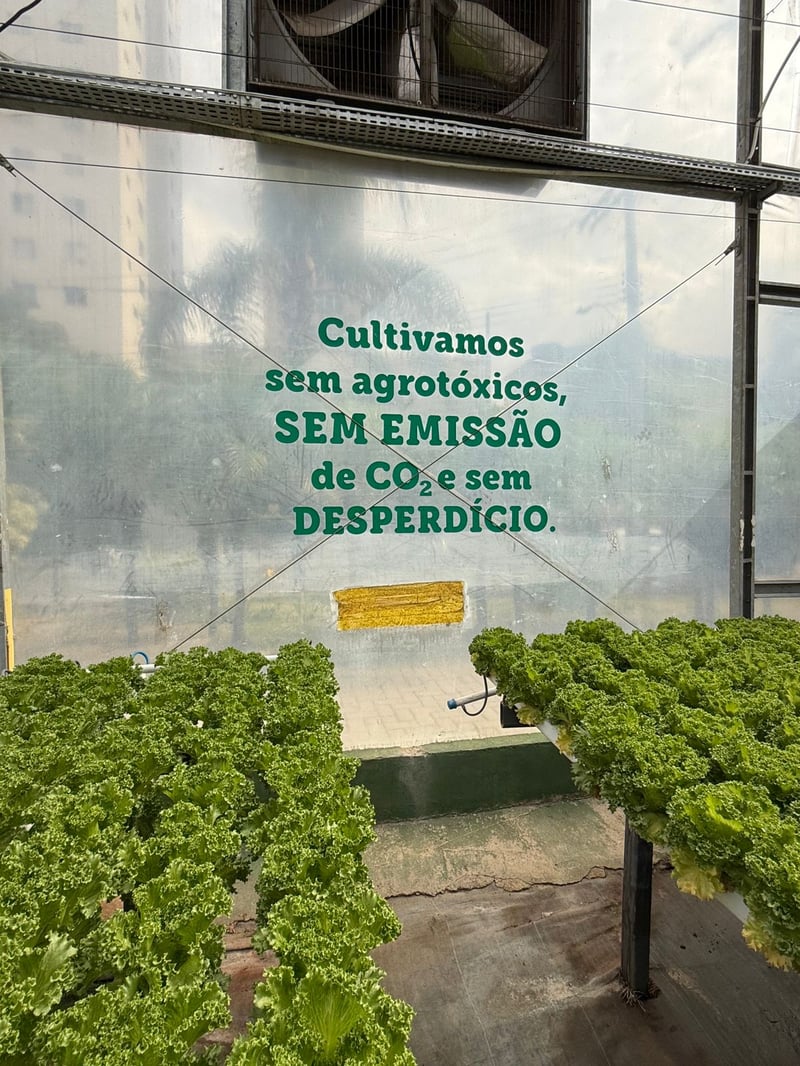 Cultivamos
sem agrotóxicos,
SEM EMISSÃO
de CO₂ e sem
DESPERDÍCIO.